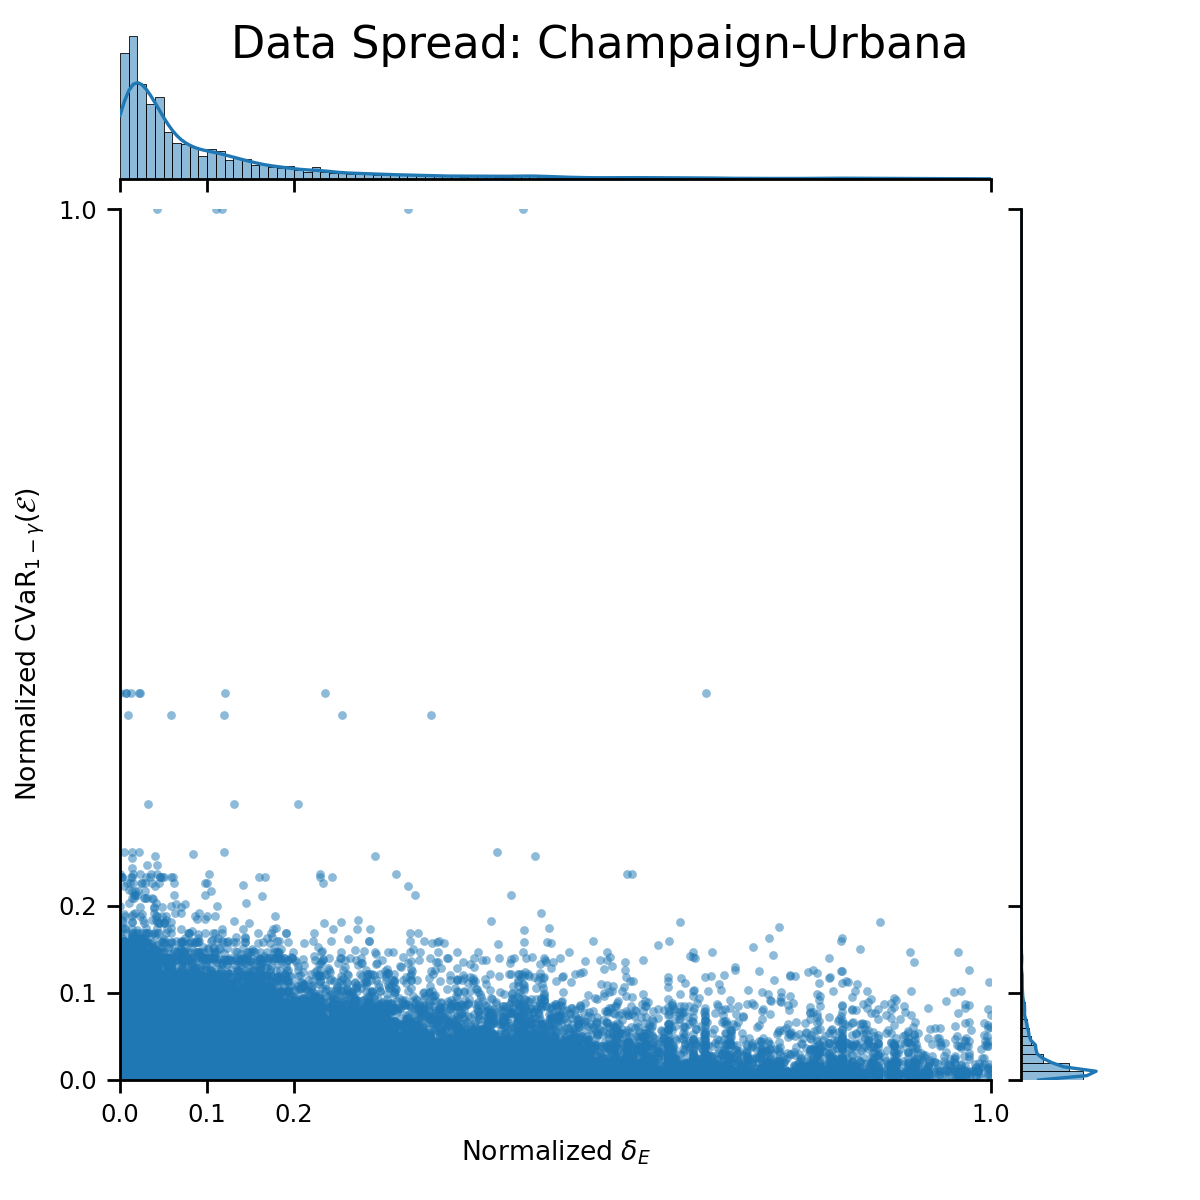 Data Spread: Champaign-Urbana
1.0
0.2
0.1
0.0
Normalized CVaR₁₋γ(ℰ)
0.0 0.1 0.2 1.0
Normalized δ_E